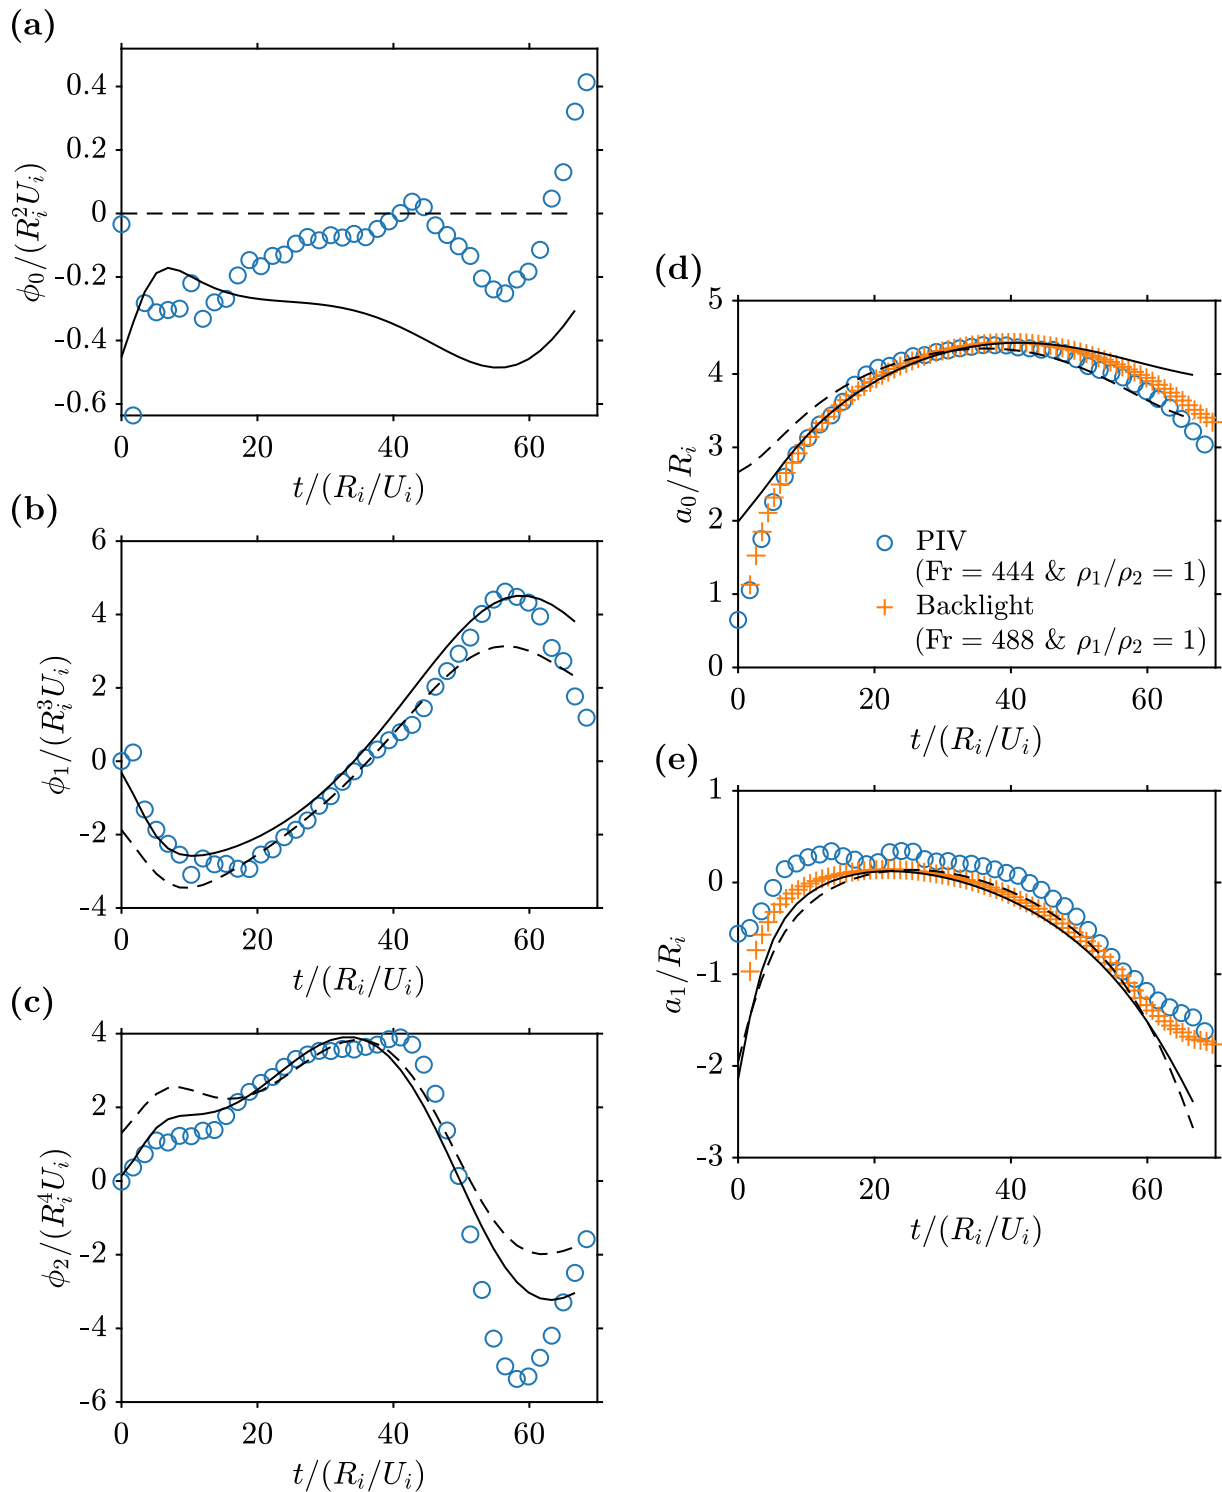 (a)
0.4
0.2
0
-0.2
-0.4
-0.6
ϕ₀/(Rᵢ²Uᵢ)
0 20 40 60
t/(Rᵢ/Uᵢ)
(b)
6
4
2
0
-2
-4
ϕ₁/(Rᵢ³Uᵢ)
0 20 40 60
t/(Rᵢ/Uᵢ)
(c)
4
2
0
-2
-4
-6
ϕ₂/(Rᵢ⁴Uᵢ)
0 20 40 60
t/(Rᵢ/Uᵢ)
(d)
5
4
3
2
1
0
a₀/Rᵢ
PIV
(Fr = 444 & ρ₁/ρ₂ = 1)
Backlight
(Fr = 488 & ρ₁/ρ₂ = 1)
0 20 40 60
t/(Rᵢ/Uᵢ)
(e)
1
0
-1
-2
-3
a₁/Rᵢ
0 20 40 60
t/(Rᵢ/Uᵢ)